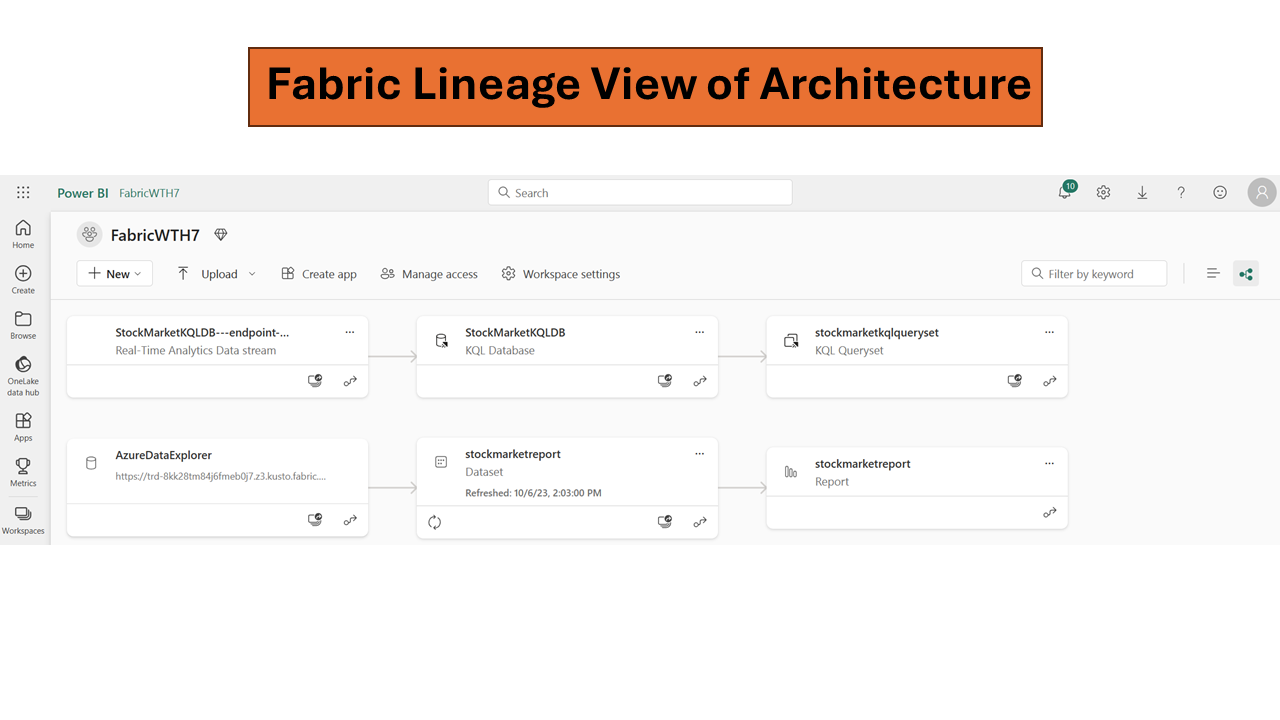 Fabric Lineage View of Architecture
Power BI FabricWTH7
Search
10
Home
Create
Browse
OneLake
data hub
Apps
Metrics
Workspaces
FabricWTH7
New Upload Create app Manage access Workspace settings
Filter by keyword
StockMarketKQLDB---endpoint-...
Real-Time Analytics Data stream
StockMarketKQLDB
KQL Database
stockmarketkqlqueryset
KQL Queryset
AzureDataExplorer
https://trd-8kk28tm84j6fmeb0j7.z3.kusto.fabric....
stockmarketreport
Dataset
Refreshed: 10/6/23, 2:03:00 PM
stockmarketreport
Report